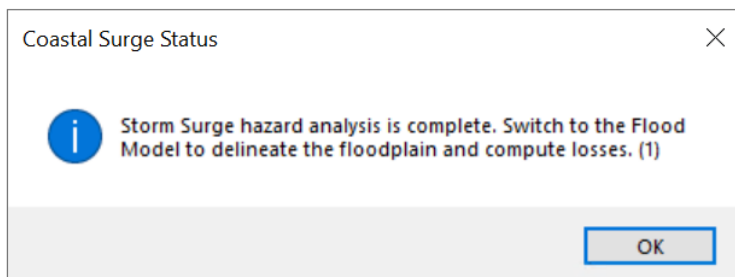 Coastal Surge Status
Storm Surge hazard analysis is complete. Switch to the Flood
Model to delineate the floodplain and compute losses. (1)
OK